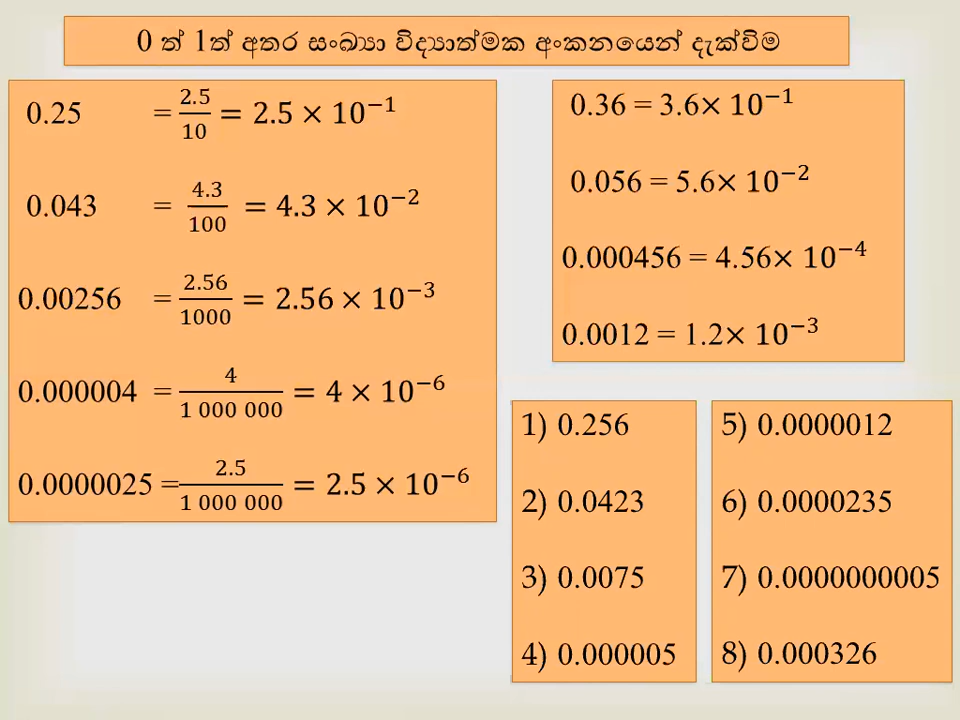 0 ත් 1ත් අතර සංඛ්‍යා විද්‍යාත්මක අංකනයෙන් දැක්වීම
0.25 = 2.5/10 = 2.5 × 10⁻¹
0.043 = 4.3/100 = 4.3 × 10⁻²
0.00256 = 2.56/1000 = 2.56 × 10⁻³
0.000004 = 4/1 000 000 = 4 × 10⁻⁶
0.0000025 = 2.5/1 000 000 = 2.5 × 10⁻⁶
0.36 = 3.6× 10⁻¹
0.056 = 5.6× 10⁻²
0.000456 = 4.56× 10⁻⁴
0.0012 = 1.2× 10⁻³
1) 0.256
2) 0.0423
3) 0.0075
4) 0.000005
5) 0.0000012
6) 0.0000235
7) 0.0000000005
8) 0.000326